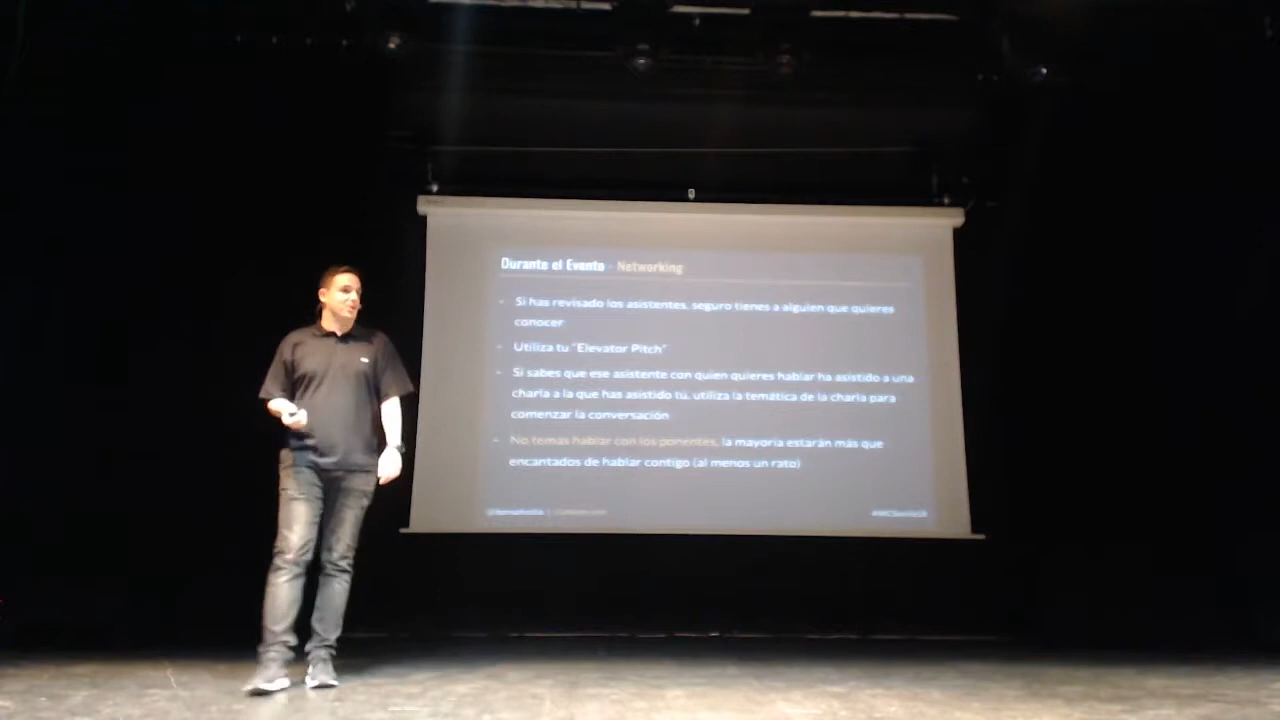 Durante el Evento - Networking
- Si has revisado los asistentes, seguro tienes a alguien que quieres
conocer
- Utiliza tu "Elevator Pitch"
- Si sabes que ese asistente con quien quieres hablar ha asistido a una
charla a la que has asistido tú, utiliza la temática de la charla para
comenzar la conversación
- No temas hablar con los ponentes, la mayoría estarán más que
encantados de hablar contigo (al menos un rato)